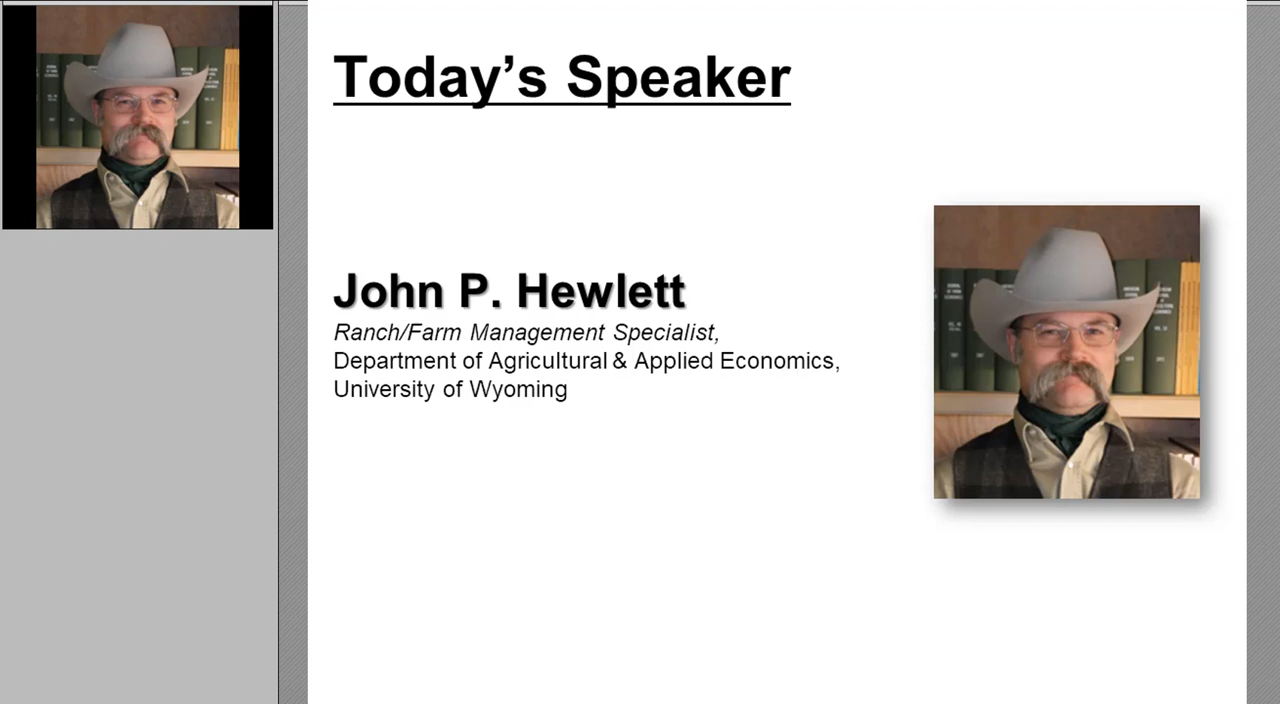 Today’s Speaker
John P. Hewlett
Ranch/Farm Management Specialist,
Department of Agricultural & Applied Economics,
University of Wyoming